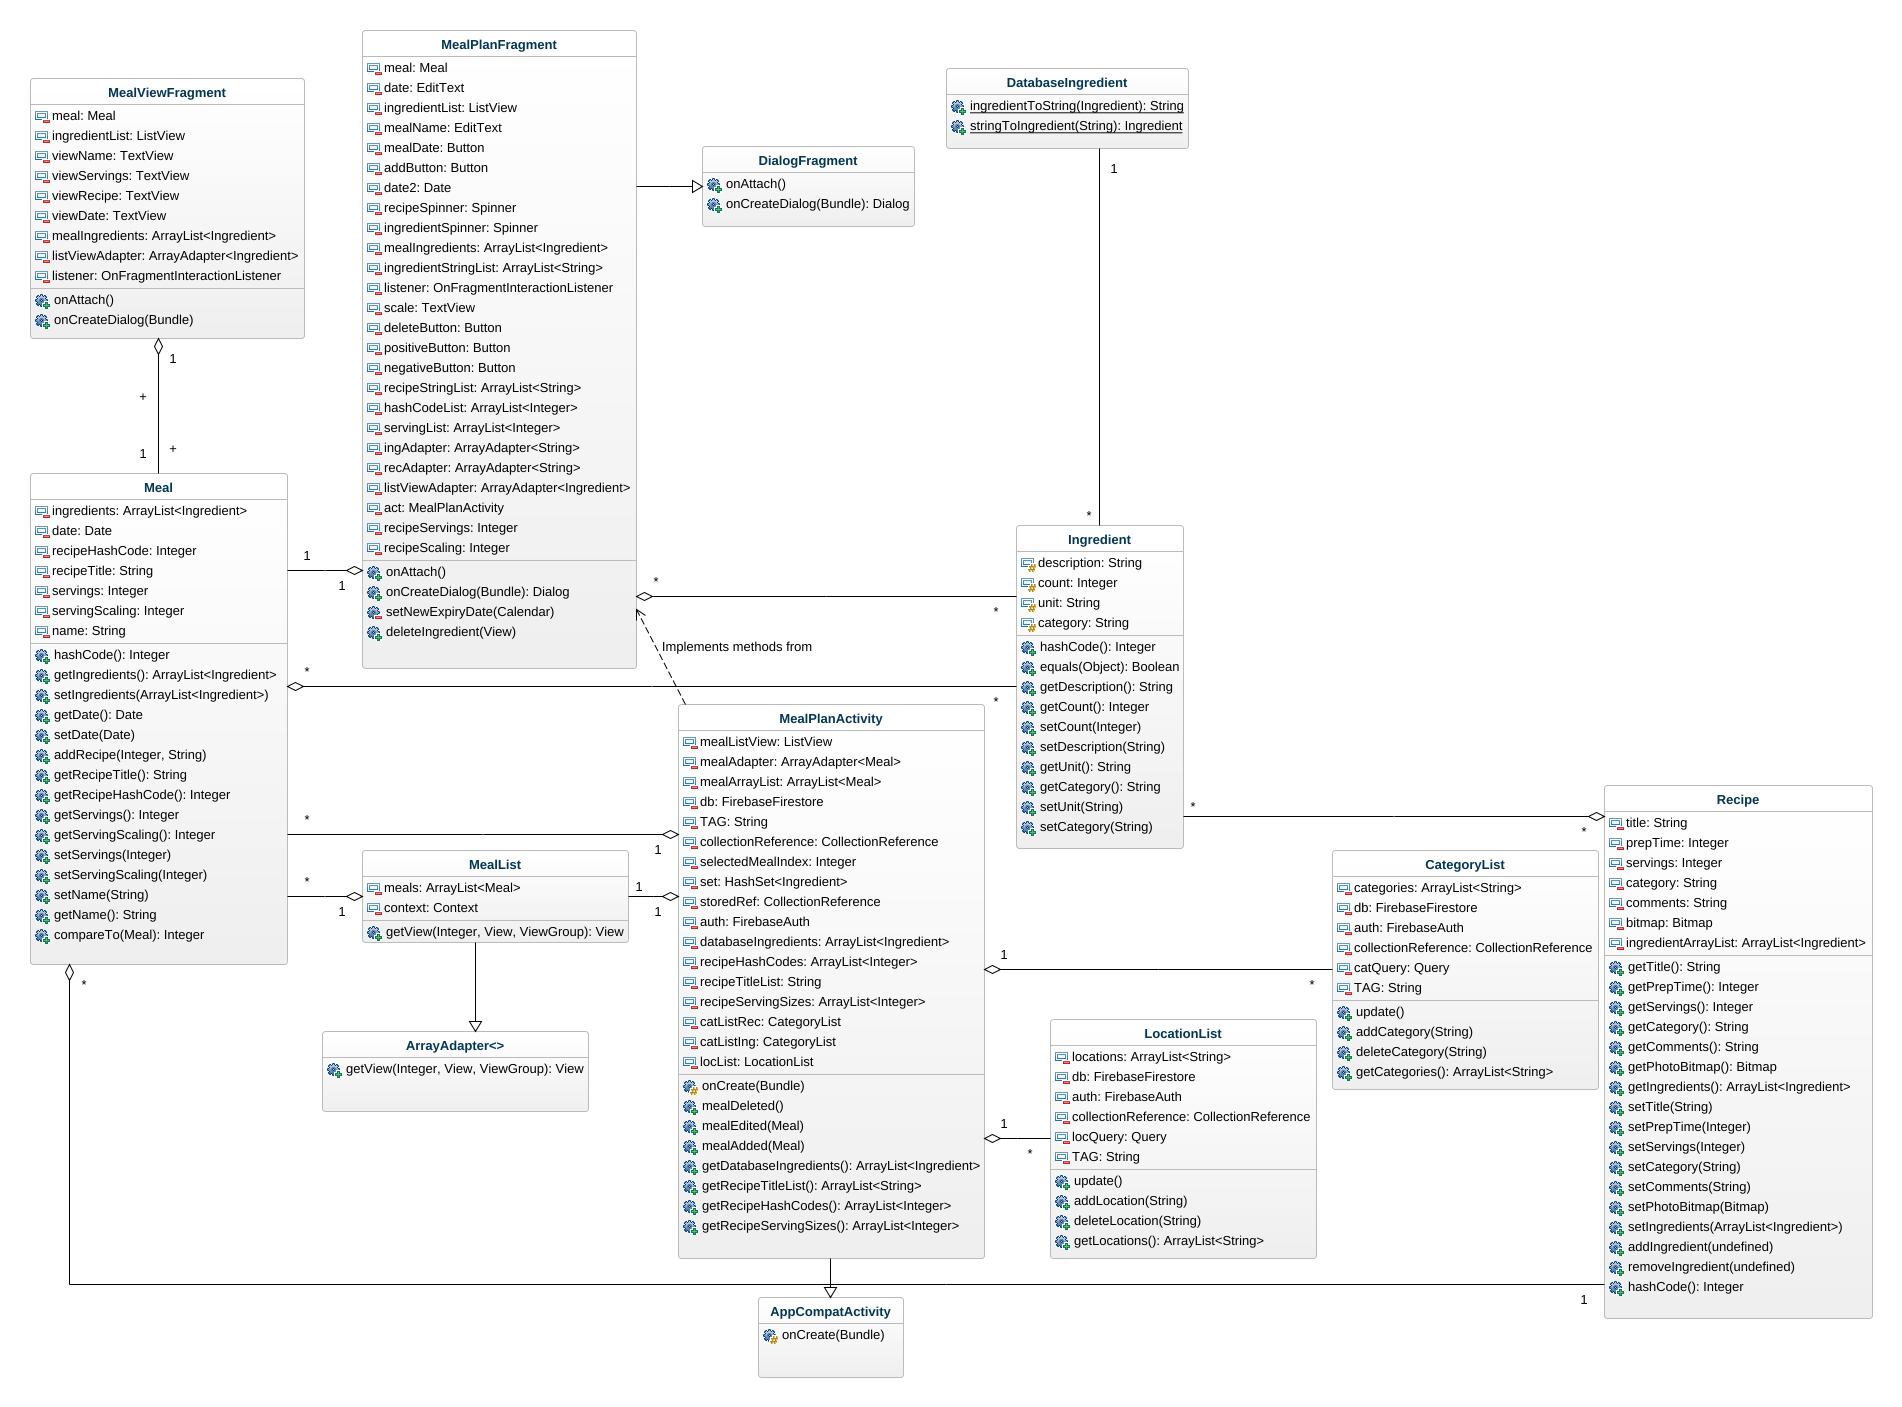 MealPlanFragment
meal: Meal
date: EditText
ingredientList: ListView
mealName: EditText
mealDate: Button
addButton: Button
date2: Date
recipeSpinner: Spinner
ingredientSpinner: Spinner
mealIngredients: ArrayList<Ingredient>
ingredientStringList: ArrayList<String>
listener: OnFragmentInteractionListener
scale: TextView
deleteButton: Button
positiveButton: Button
negativeButton: Button
recipeStringList: ArrayList<String>
hashCodeList: ArrayList<Integer>
servingList: ArrayList<Integer>
ingAdapter: ArrayAdapter<String>
recAdapter: ArrayAdapter<String>
listViewAdapter: ArrayAdapter<Ingredient>
act: MealPlanActivity
recipeServings: Integer
recipeScaling: Integer
onAttach()
onCreateDialog(Bundle): Dialog
setNewExpiryDate(Calendar)
deleteIngredient(View)
MealViewFragment
meal: Meal
ingredientList: ListView
viewName: TextView
viewServings: TextView
viewRecipe: TextView
viewDate: TextView
mealIngredients: ArrayList<Ingredient>
listViewAdapter: ArrayAdapter<Ingredient>
listener: OnFragmentInteractionListener
onAttach()
onCreateDialog(Bundle)
1
+
+
1
DialogFragment
onAttach()
onCreateDialog(Bundle): Dialog
DatabaseIngredient
ingredientToString(Ingredient): String
stringToIngredient(String): Ingredient
1
*
Meal
ingredients: ArrayList<Ingredient>
date: Date
recipeHashCode: Integer
recipeTitle: String
servings: Integer
servingScaling: Integer
name: String
hashCode(): Integer
getIngredients(): ArrayList<Ingredient>
setIngredients(ArrayList<Ingredient>)
getDate(): Date
setDate(Date)
addRecipe(Integer, String)
getRecipeTitle(): String
getRecipeHashCode(): Integer
getServings(): Integer
getServingScaling(): Integer
setServings(Integer)
setServingScaling(Integer)
setName(String)
getName(): String
compareTo(Meal): Integer
1
1
*
*
*
*
Implements methods from
*
1
*
1
1
1
*
Ingredient
description: String
count: Integer
unit: String
category: String
hashCode(): Integer
equals(Object): Boolean
getDescription(): String
getCount(): Integer
setCount(Integer)
setDescription(String)
getUnit(): String
getCategory(): String
setUnit(String)
setCategory(String)
*
*
MealPlanActivity
mealListView: ListView
mealAdapter: ArrayAdapter<Meal>
mealArrayList: ArrayList<Meal>
db: FirebaseFirestore
TAG: String
collectionReference: CollectionReference
selectedMealIndex: Integer
set: HashSet<Ingredient>
storedRef: CollectionReference
auth: FirebaseAuth
databaseIngredients: ArrayList<Ingredient>
recipeHashCodes: ArrayList<Integer>
recipeTitleList: String
recipeServingSizes: ArrayList<Integer>
catListRec: CategoryList
catListIng: CategoryList
locList: LocationList
onCreate(Bundle)
mealDeleted()
mealEdited(Meal)
mealAdded(Meal)
getDatabaseIngredients(): ArrayList<Ingredient>
getRecipeTitleList(): ArrayList<String>
getRecipeHashCodes(): ArrayList<Integer>
getRecipeServingSizes(): ArrayList<Integer>
MealList
meals: ArrayList<Meal>
context: Context
getView(Integer, View, ViewGroup): View
ArrayAdapter<>
getView(Integer, View, ViewGroup): View
1
*
1
*
CategoryList
categories: ArrayList<String>
db: FirebaseFirestore
auth: FirebaseAuth
collectionReference: CollectionReference
catQuery: Query
TAG: String
update()
addCategory(String)
deleteCategory(String)
getCategories(): ArrayList<String>
LocationList
locations: ArrayList<String>
db: FirebaseFirestore
auth: FirebaseAuth
collectionReference: CollectionReference
locQuery: Query
TAG: String
update()
addLocation(String)
deleteLocation(String)
getLocations(): ArrayList<String>
Recipe
title: String
prepTime: Integer
servings: Integer
category: String
comments: String
bitmap: Bitmap
ingredientArrayList: ArrayList<Ingredient>
getTitle(): String
getPrepTime(): Integer
getServings(): Integer
getCategory(): String
getComments(): String
getPhotoBitmap(): Bitmap
getIngredients(): ArrayList<Ingredient>
setTitle(String)
setPrepTime(Integer)
setServings(Integer)
setCategory(String)
setComments(String)
setPhotoBitmap(Bitmap)
setIngredients(ArrayList<Ingredient>)
addIngredient(undefined)
removeIngredient(undefined)
hashCode(): Integer
1
AppCompatActivity
onCreate(Bundle)